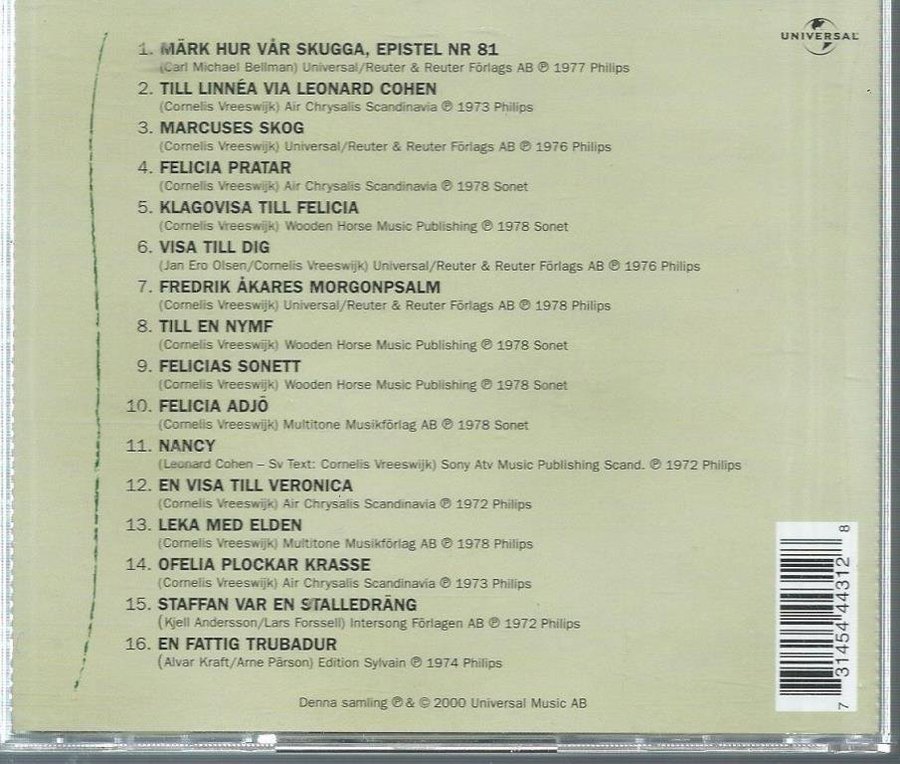 UNIVERSAL
1. MÄRK HUR VÅR SKUGGA, EPISTEL NR 81
(Carl Michael Bellman) Universal/Reuter & Reuter Förlags AB ℗ 1977 Philips
2. TILL LINNÉA VIA LEONARD COHEN
(Cornelis Vreeswijk) Air Chrysalis Scandinavia ℗ 1973 Philips
3. MARCUSES SKOG
(Cornelis Vreeswijk) Universal/Reuter & Reuter Förlags AB ℗ 1976 Philips
4. FELICIA PRATAR
(Cornelis Vreeswijk) Air Chrysalis Scandinavia ℗ 1978 Sonet
5. KLAGOVISA TILL FELICIA
(Cornelis Vreeswijk) Wooden Horse Music Publishing ℗ 1978 Sonet
6. VISA TILL DIG
(Jan Ero Olsen/Cornelis Vreeswijk) Universal/Reuter & Reuter Förlags AB ℗ 1976 Philips
7. FREDRIK ÅKARES MORGONPSALM
(Cornelis Vreeswijk) Universal/Reuter & Reuter Förlags AB ℗ 1978 Philips
8. TILL EN NYMF
(Cornelis Vreeswijk) Wooden Horse Music Publishing ℗ 1978 Sonet
9. FELICIAS SONETT
(Cornelis Vreeswijk) Wooden Horse Music Publishing ℗ 1978 Sonet
10. FELICIA ADJÖ
(Cornelis Vreeswijk) Multitone Musikförlag AB ℗ 1978 Sonet
11. NANCY
(Leonard Cohen – Sv Text: Cornelis Vreeswijk) Sony Atv Music Publishing Scand. ℗ 1972 Philips
12. EN VISA TILL VERONICA
(Cornelis Vreeswijk) Air Chrysalis Scandinavia ℗ 1972 Philips
13. LEKA MED ELDEN
(Cornelis Vreeswijk) Multitone Musikförlag AB ℗ 1978 Philips
14. OFELIA PLOCKAR KRASSE
(Cornelis Vreeswijk) Air Chrysalis Scandinavia ℗ 1973 Philips
15. STAFFAN VAR EN STALLEDRÄNG
(Kjell Andersson/Lars Forssell) Intersong Förlagen AB ℗ 1972 Philips
16. EN FATTIG TRUBADUR
(Alvar Kraft/Arne Pärson) Edition Sylvain ℗ 1974 Philips
Denna samling ℗ & © 2000 Universal Music AB
7 31454 44312 8